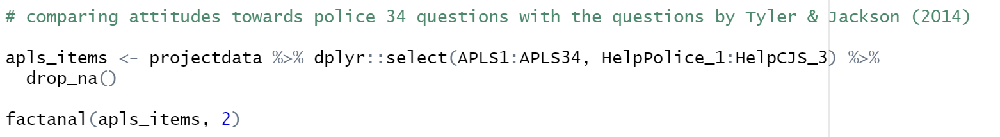 # comparing attitudes towards police 34 questions with the questions by Tyler & Jackson (2014)
apls_items <- projectdata %>% dplyr::select(APLS1:APLS34, HelpPolice_1:HelpCJS_3) %>%
  drop_na()
factanal(apls_items, 2)